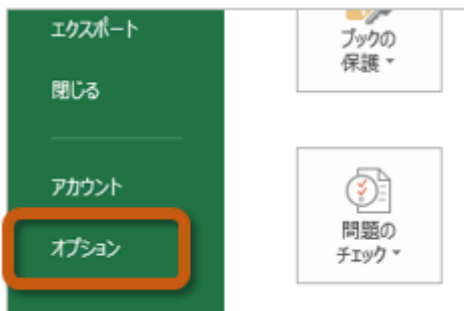 エクスポート
閉じる
アカウント
オプション
ブックの
保護
問題の
チェック